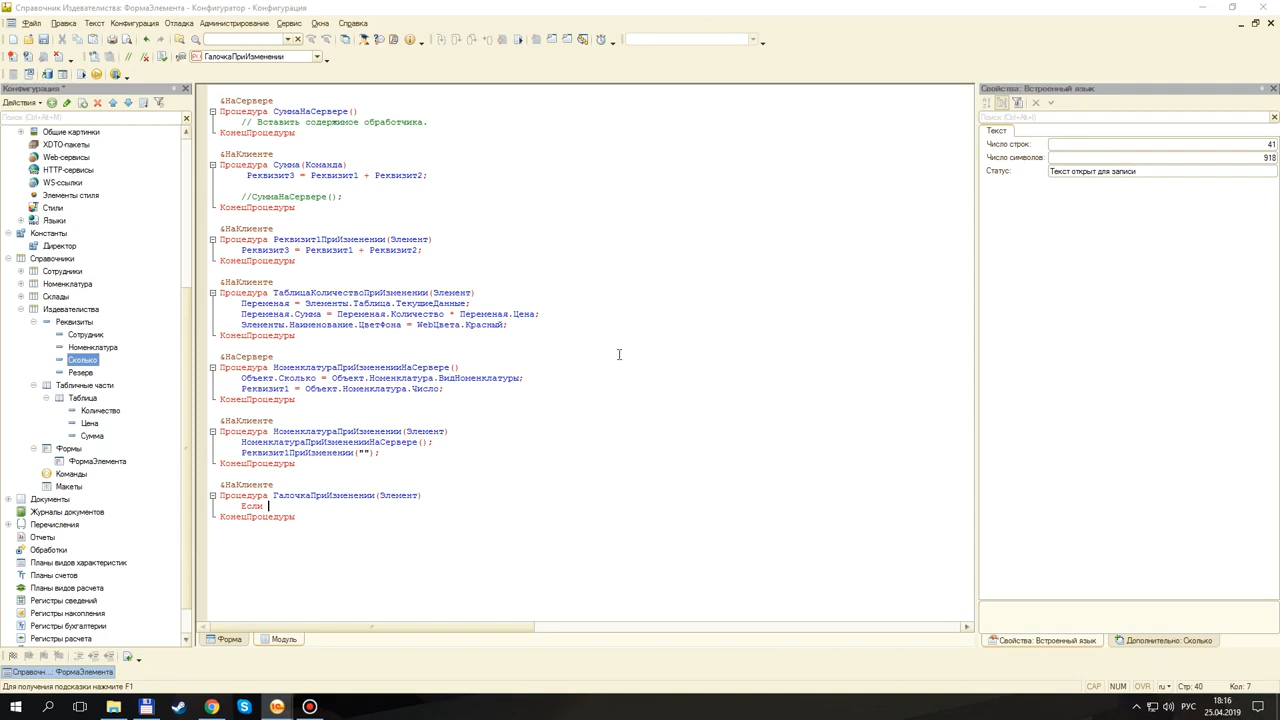 Справочник Издевательства: ФормаЭлемента - Конфигуратор - Конфигурация
Файл Правка Текст Конфигурация Отладка Администрирование Сервис Окна Справка
ГалочкаПриИзменении
Конфигурация *
Действия
Поиск (Ctrl+Alt+M)
Общие картинки
XDTO-пакеты
Web-сервисы
HTTP-сервисы
WS-ссылки
Элементы стиля
Стили
Языки
Константы
Директор
Справочники
Сотрудники
Номенклатура
Склады
Издевателиства
Реквизиты
Сотрудник
Номенклатура
Сколько
Резерв
Табличные части
Таблица
Количество
Цена
Сумма
Формы
ФормаЭлемента
Команды
Макеты
Документы
Журналы документов
Перечисления
Отчеты
Обработки
Планы видов характеристик
Планы счетов
Планы видов расчета
Регистры сведений
Регистры накопления
Регистры бухгалтерии
Регистры расчета
&НаСервере
Процедура СуммаНаСервере()
// Вставить содержимое обработчика.
КонецПроцедуры
&НаКлиенте
Процедура Сумма(Команда)
Реквизит3 = Реквизит1 + Реквизит2;
//СуммаНаСервере();
КонецПроцедуры
&НаКлиенте
Процедура Реквизит1ПриИзменении(Элемент)
Реквизит3 = Реквизит1 + Реквизит2;
КонецПроцедуры
&НаКлиенте
Процедура ТаблицаКоличествоПриИзменении(Элемент)
Переменая = Элементы.Таблица.ТекущиеДанные;
Переменая.Сумма = Переменая.Количество * Переменая.Цена;
Элементы.Наименование.ЦветФона = WebЦвета.Красный;
КонецПроцедуры
&НаСервере
Процедура НоменклатураПриИзмененииНаСервере()
Объект.Сколько = Объект.Номенклатура.ВидНоменклатуры;
Реквизит1 = Объект.Номенклатура.Число;
КонецПроцедуры
&НаКлиенте
Процедура НоменклатураПриИзменении(Элемент)
НоменклатураПриИзмененииНаСервере();
Реквизит1ПриИзменении("");
КонецПроцедуры
&НаКлиенте
Процедура ГалочкаПриИзменении(Элемент)
Если
КонецПроцедуры
Форма Модуль
Свойства: Встроенный язык
Поиск (Ctrl+Alt+I)
Текст
Число строк: 41
Число символов: 918
Статус: Текст открыт для записи
Свойства: Встроенный язык Дополнительно: Сколько
Справочн...: ФормаЭлемента
Для получения подсказки нажмите F1
CAP NUM OVR ru Стр: 40 Кол: 7
РУС
18:16
25.04.2019